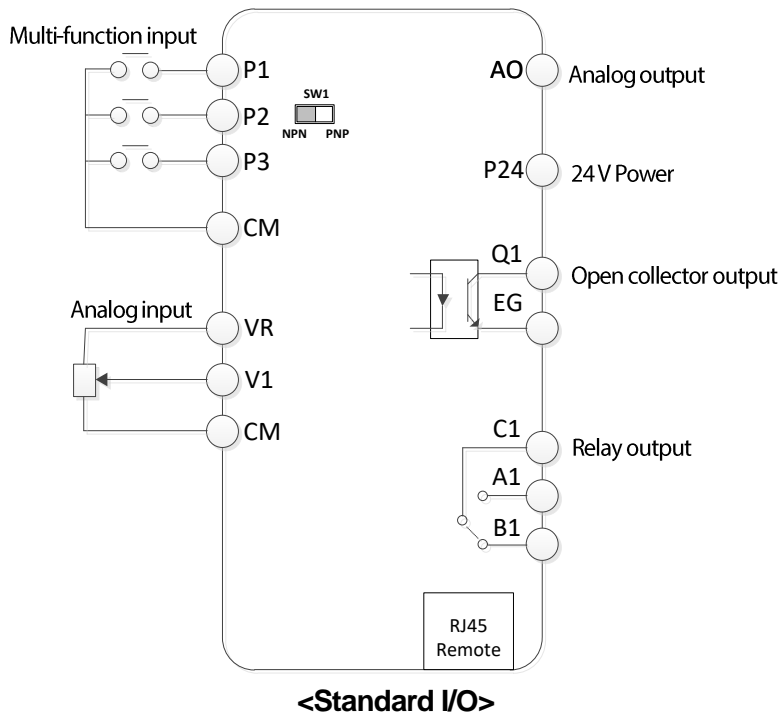 Multi-function input
P1
P2
P3
CM
SW1
NPN PNP
Analog input
VR
V1
CM
AO
Analog output
P24
24 V Power
Q1
Open collector output
EG
C1
Relay output
A1
B1
RJ45
Remote
<Standard I/O>